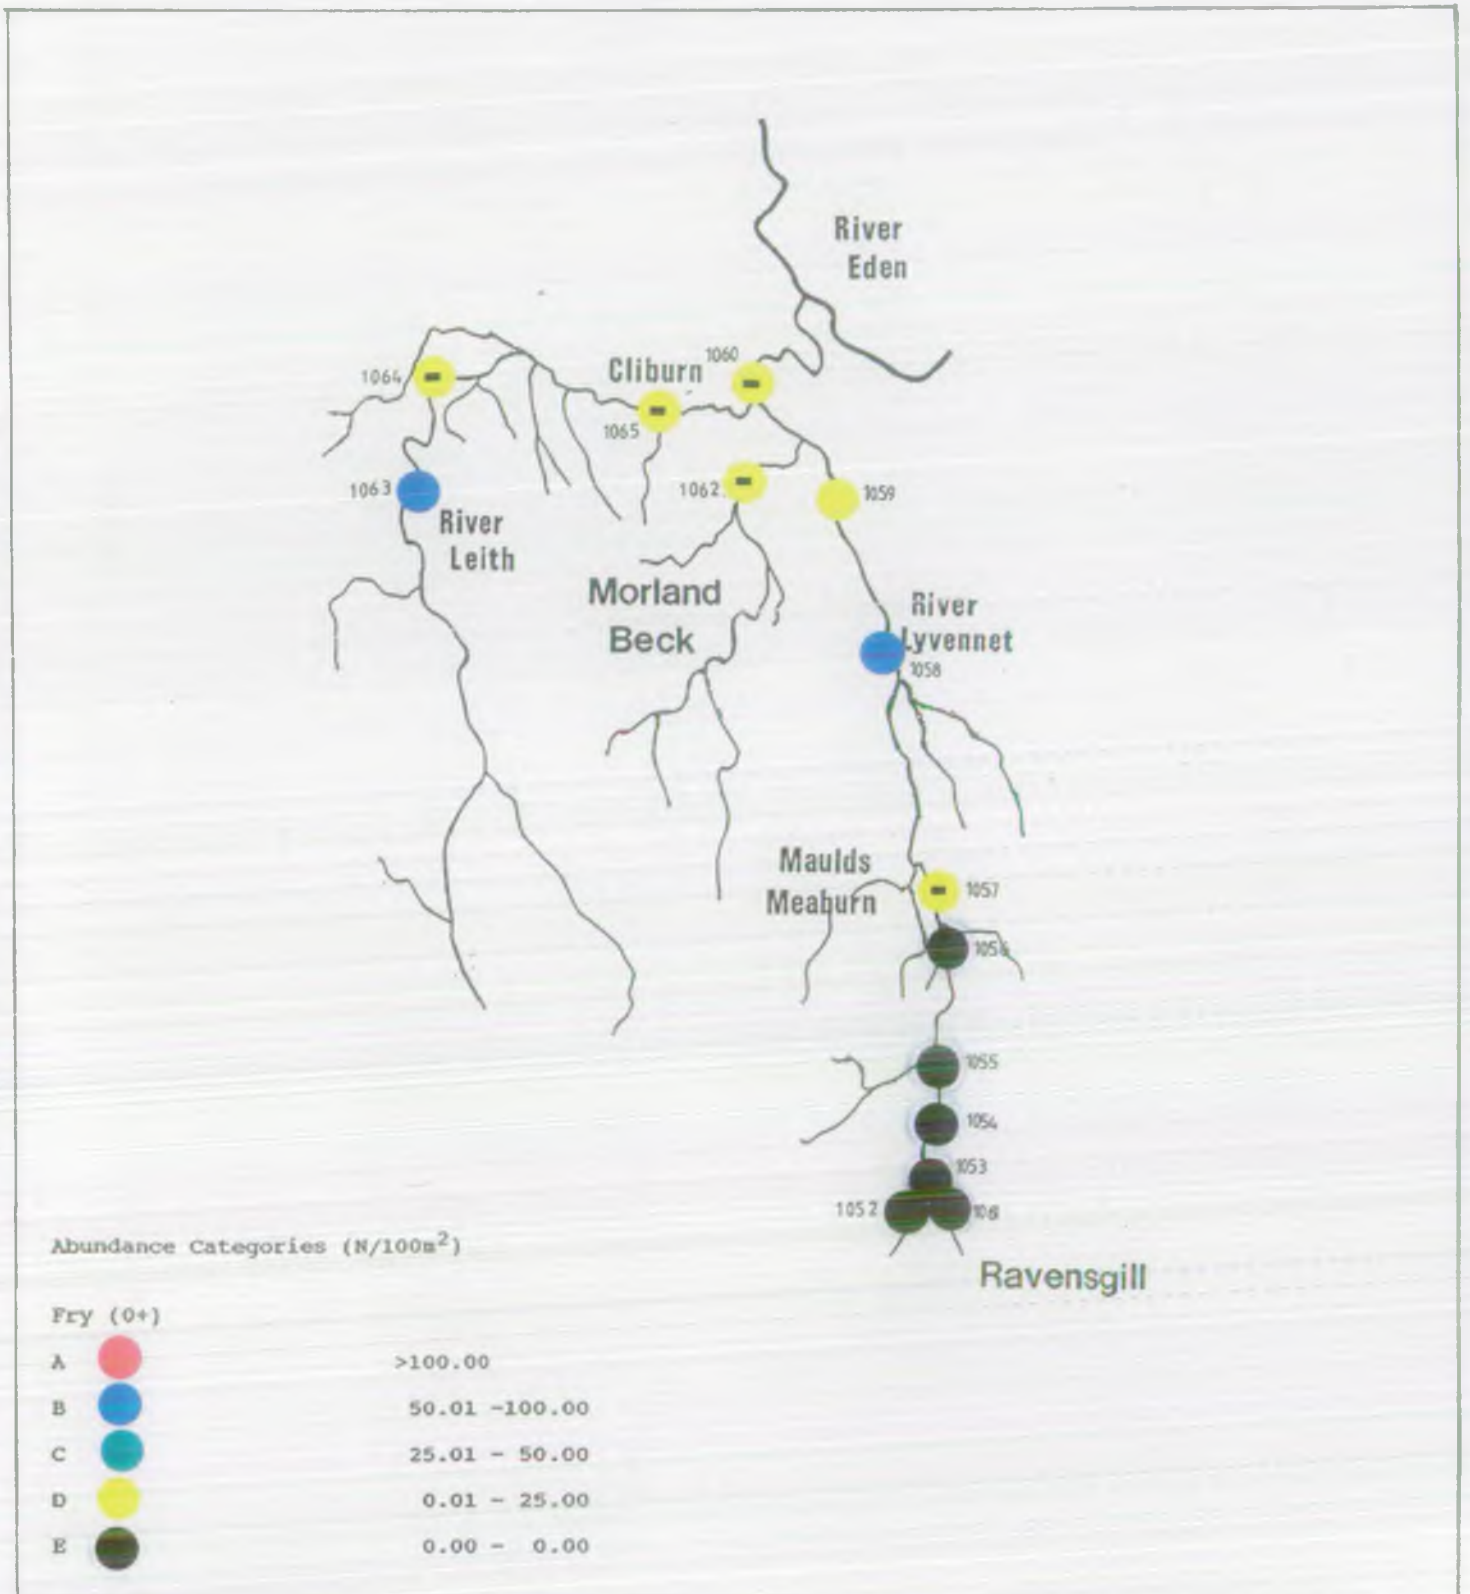 River
Eden
1060
Cliburn
1064
1065
1063
1062
1059
River
Leith
Morland
Beck
River
Lyvennet
1058
Maulds
Meaburn
1057
1056
1055
1054
1053
1052
Ravensgill
Abundance Categories (N/100m²)
Fry (0+)
A >100.00
B 50.01 -100.00
C 25.01 - 50.00
D 0.01 - 25.00
E 0.00 - 0.00